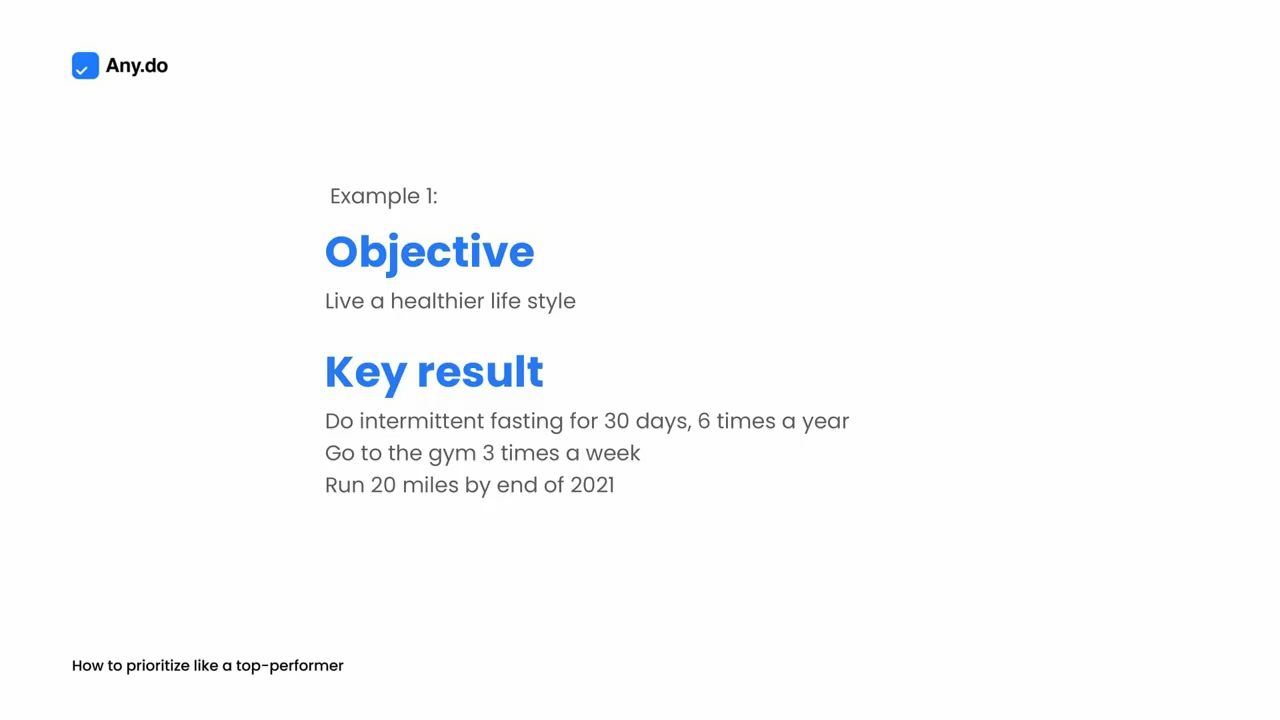 Any.do
Example 1:
Objective
Live a healthier life style
Key result
Do intermittent fasting for 30 days, 6 times a year
Go to the gym 3 times a week
Run 20 miles by end of 2021
How to prioritize like a top-performer